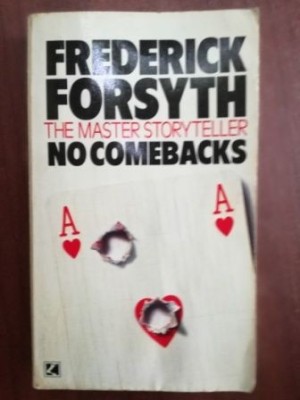 FREDERICK
FORSYTH
THE MASTER STORYTELLER
NO COMEBACKS
A
A